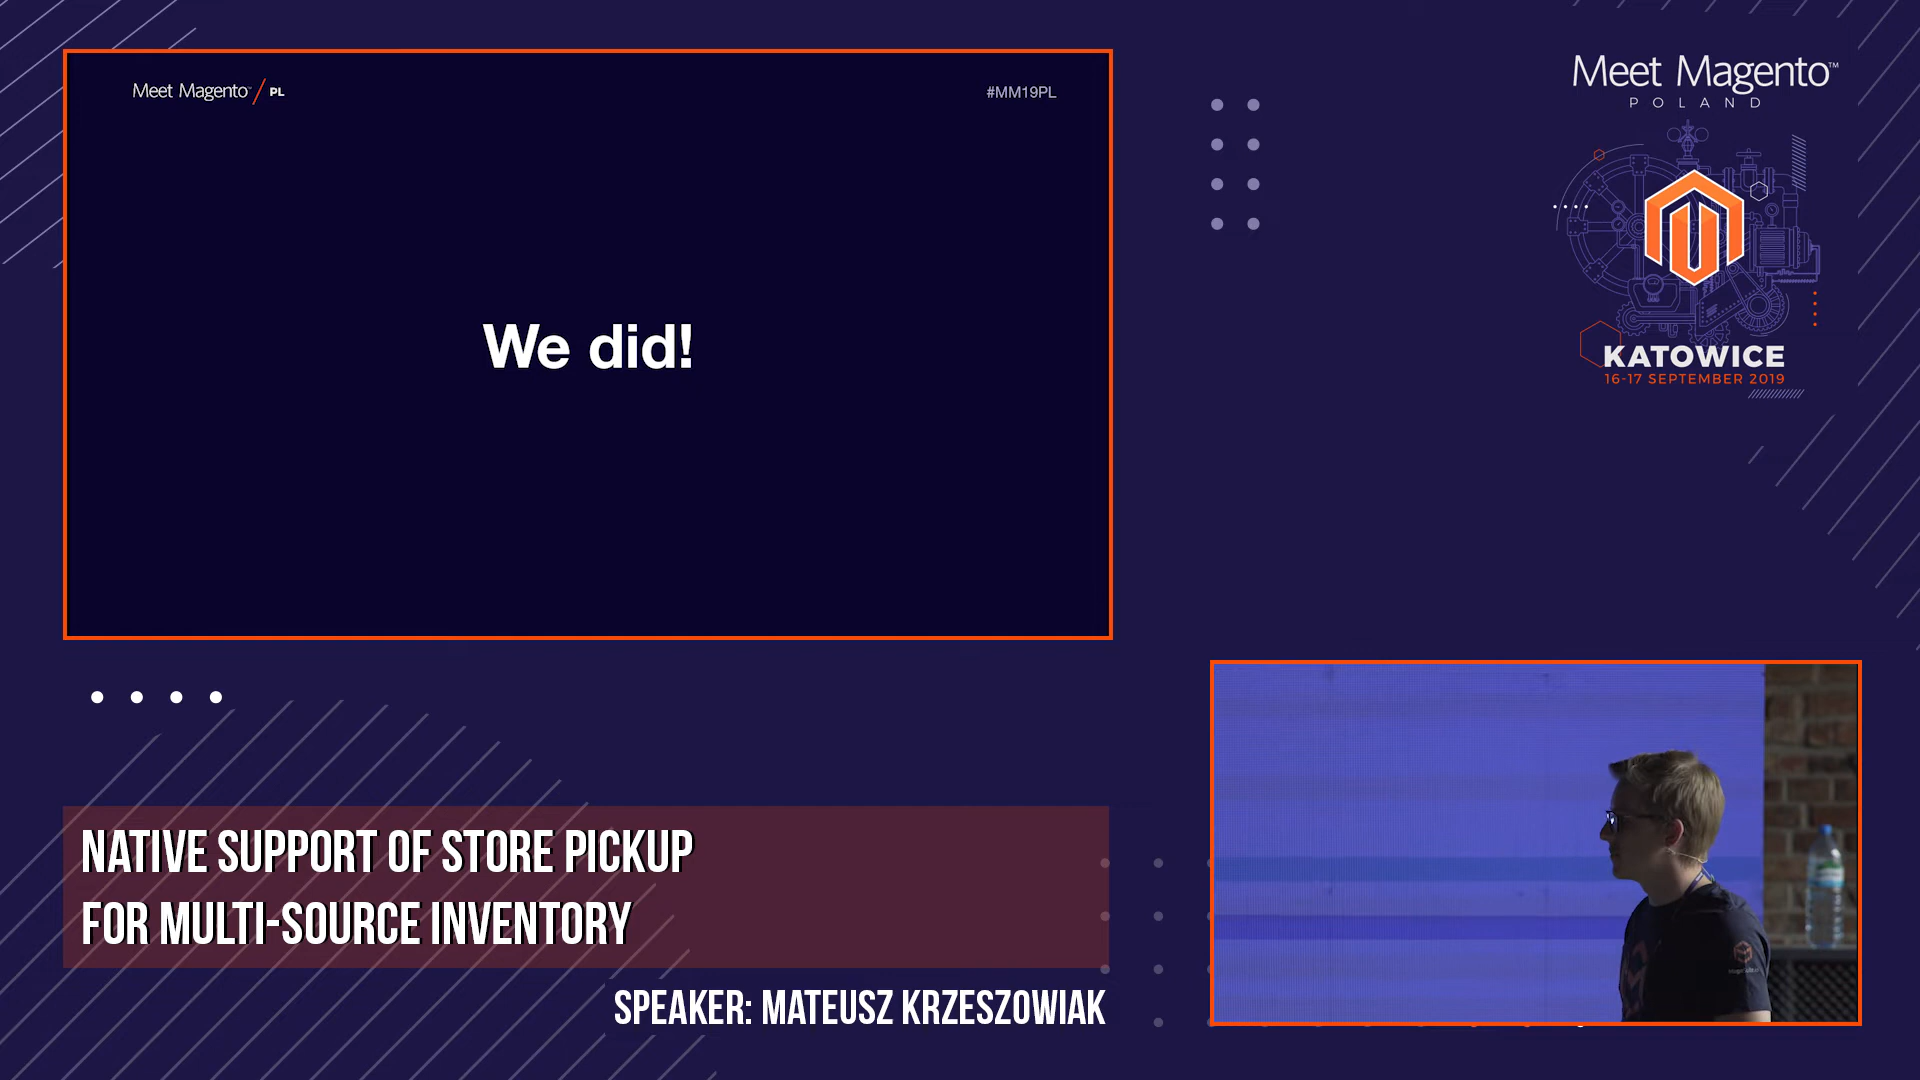 Meet Magento / PL
#MM19PL
We did!
Meet Magento™
POLAND
KATOWICE
16-17 SEPTEMBER 2019
NATIVE SUPPORT OF STORE PICKUP
FOR MULTI-SOURCE INVENTORY
SPEAKER: MATEUSZ KRZESZOWIAK